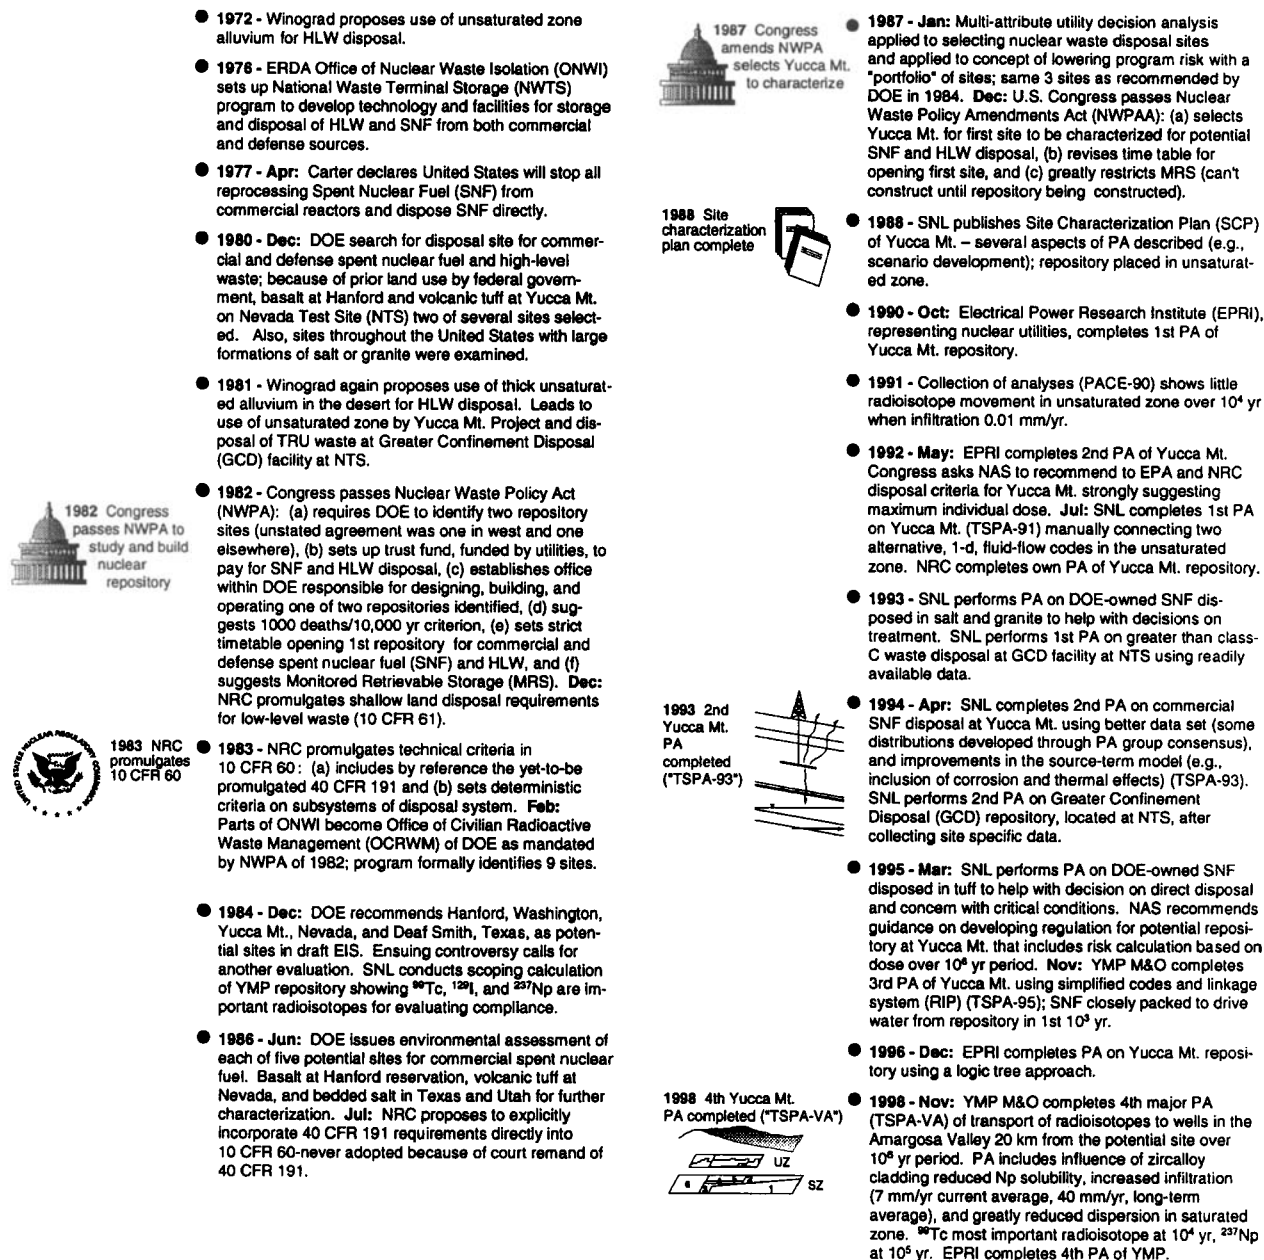 1972 - Winograd proposes use of unsaturated zone
alluvium for HLW disposal.
1976 - ERDA Office of Nuclear Waste Isolation (ONWI)
sets up National Waste Terminal Storage (NWTS)
program to develop technology and facilities for storage
and disposal of HLW and SNF from both commercial
and defense sources.
1977 - Apr: Carter declares United States will stop all
reprocessing Spent Nuclear Fuel (SNF) from
commercial reactors and dispose SNF directly.
1980 - Dec: DOE search for disposal site for commer-
cial and defense spent nuclear fuel and high-level
waste; because of prior land use by federal govern-
ment, basalt at Hanford and volcanic tuff at Yucca Mt.
on Nevada Test Site (NTS) two of several sites select-
ed. Also, sites throughout the United States with large
formations of salt or granite were examined.
1981 - Winograd again proposes use of thick unsaturat-
ed alluvium in the desert for HLW disposal. Leads to
use of unsaturated zone by Yucca Mt. Project and dis-
posal of TRU waste at Greater Confinement Disposal
(GCD) facility at NTS.
1982 Congress
passes NWPA to
study and build
nuclear
repository
1982 - Congress passes Nuclear Waste Policy Act
(NWPA): (a) requires DOE to identify two repository
sites (unstated agreement was one in west and one
elsewhere), (b) sets up trust fund, funded by utilities, to
pay for SNF and HLW disposal, (c) establishes office
within DOE responsible for designing, building, and
operating one of two repositories identified, (d) sug-
gests 1000 deaths/10,000 yr criterion, (e) sets strict
timetable opening 1st repository for commercial and
defense spent nuclear fuel (SNF) and HLW, and (f)
suggests Monitored Retrievable Storage (MRS). Dec:
NRC promulgates shallow land disposal requirements
for low-level waste (10 CFR 61).
UNITED STATES NUCLEAR REGULATORY COMMISSION
1983 NRC
promulgates
10 CFR 60
1983 - NRC promulgates technical criteria in
10 CFR 60: (a) includes by reference the yet-to-be
promulgated 40 CFR 191 and (b) sets deterministic
criteria on subsystems of disposal system. Feb:
Parts of ONWI become Office of Civilian Radioactive
Waste Management (OCRWM) of DOE as mandated
by NWPA of 1982; program formally identifies 9 sites.
1984 - Dec: DOE recommends Hanford, Washington,
Yucca Mt., Nevada, and Deaf Smith, Texas, as poten-
tial sites in draft EIS. Ensuing controversy calls for
another evaluation. SNL conducts scoping calculation
of YMP repository showing ⁹⁹Tc, ¹²⁹I, and ²³⁷Np are im-
portant radioisotopes for evaluating compliance.
1986 - Jun: DOE issues environmental assessment of
each of five potential sites for commercial spent nuclear
fuel. Basalt at Hanford reservation, volcanic tuff at
Nevada, and bedded salt in Texas and Utah for further
characterization. Jul: NRC proposes to explicitly
incorporate 40 CFR 191 requirements directly into
10 CFR 60-never adopted because of court remand of
40 CFR 191.
1987 Congress
amends NWPA
selects Yucca Mt.
to characterize
1987 - Jan: Multi-attribute utility decision analysis
applied to selecting nuclear waste disposal sites
and applied to concept of lowering program risk with a
"portfolio" of sites; same 3 sites as recommended by
DOE in 1984. Dec: U.S. Congress passes Nuclear
Waste Policy Amendments Act (NWPAA): (a) selects
Yucca Mt. for first site to be characterized for potential
SNF and HLW disposal, (b) revises time table for
opening first site, and (c) greatly restricts MRS (can't
construct until repository being constructed).
1988 Site
characterization
plan complete
1988 - SNL publishes Site Characterization Plan (SCP)
of Yucca Mt. – several aspects of PA described (e.g.,
scenario development); repository placed in unsaturat-
ed zone.
1990 - Oct: Electrical Power Research Institute (EPRI),
representing nuclear utilities, completes 1st PA of
Yucca Mt. repository.
1991 - Collection of analyses (PACE-90) shows little
radioisotope movement in unsaturated zone over 10⁴ yr
when infiltration 0.01 mm/yr.
1992 - May: EPRI completes 2nd PA of Yucca Mt.
Congress asks NAS to recommend to EPA and NRC
disposal criteria for Yucca Mt. strongly suggesting
maximum individual dose. Jul: SNL completes 1st PA
on Yucca Mt. (TSPA-91) manually connecting two
alternative, 1-d, fluid-flow codes in the unsaturated
zone. NRC completes own PA of Yucca Mt. repository.
1993 - SNL performs PA on DOE-owned SNF dis-
posed in salt and granite to help with decisions on
treatment. SNL performs 1st PA on greater than class-
C waste disposal at GCD facility at NTS using readily
available data.
1993 2nd
Yucca Mt.
PA
completed
("TSPA-93")
1994 - Apr: SNL completes 2nd PA on commercial
SNF disposal at Yucca Mt. using better data set (some
distributions developed through PA group consensus),
and improvements in the source-term model (e.g.,
inclusion of corrosion and thermal effects) (TSPA-93).
SNL performs 2nd PA on Greater Confinement
Disposal (GCD) repository, located at NTS, after
collecting site specific data.
1995 - Mar: SNL performs PA on DOE-owned SNF
disposed in tuff to help with decision on direct disposal
and concern with critical conditions. NAS recommends
guidance on developing regulation for potential reposi-
tory at Yucca Mt. that includes risk calculation based on
dose over 10⁶ yr period. Nov: YMP M&O completes
3rd PA of Yucca Mt. using simplified codes and linkage
system (RIP) (TSPA-95); SNF closely packed to drive
water from repository in 1st 10³ yr.
1996 - Dec: EPRI completes PA on Yucca Mt. reposi-
tory using a logic tree approach.
1998 4th Yucca Mt.
PA completed ("TSPA-VA")
UZ
SZ
1998 - Nov: YMP M&O completes 4th major PA
(TSPA-VA) of transport of radioisotopes to wells in the
Amargosa Valley 20 km from the potential site over
10⁶ yr period. PA includes influence of zircalloy
cladding reduced Np solubility, increased infiltration
(7 mm/yr current average, 40 mm/yr, long-term
average), and greatly reduced dispersion in saturated
zone. ⁹⁹Tc most important radioisotope at 10⁴ yr, ²³⁷Np
at 10⁵ yr. EPRI completes 4th PA of YMP.